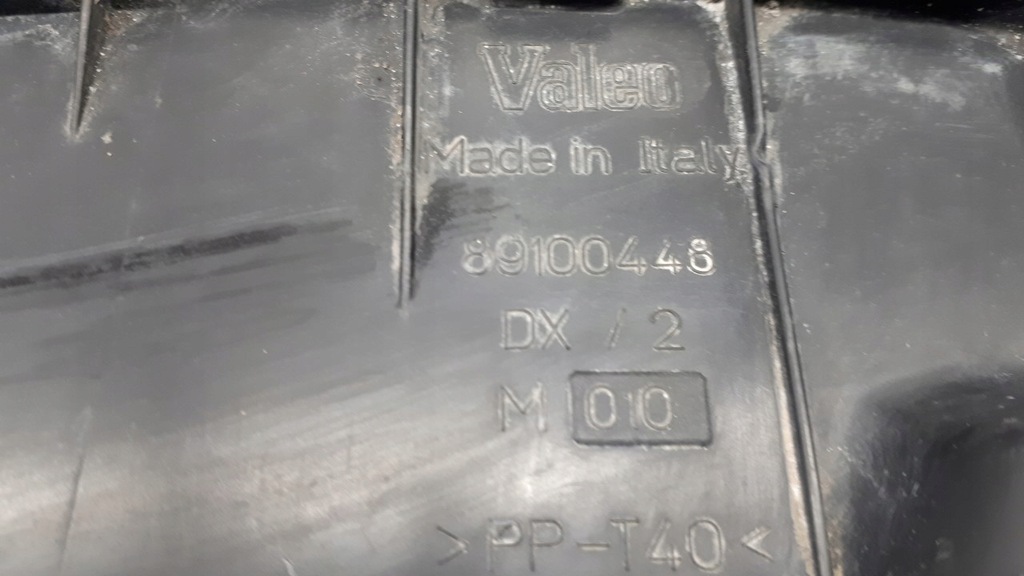 Valeo
Made in Italy
89100448
DX / 2
M 010
>PP-T40<